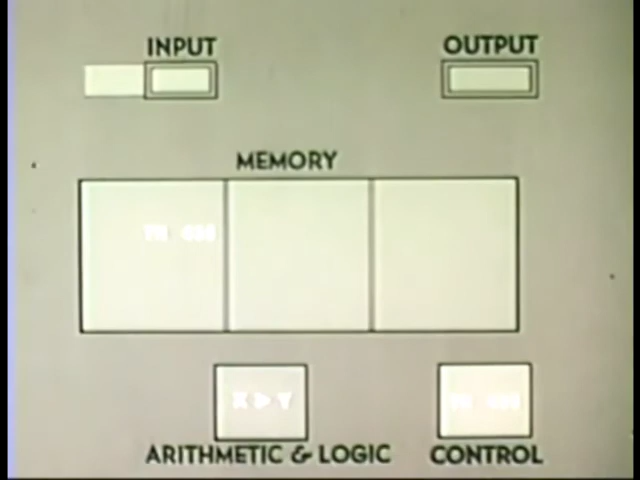 INPUT
OUTPUT
MEMORY
X > Y
ARITHMETIC & LOGIC
CONTROL